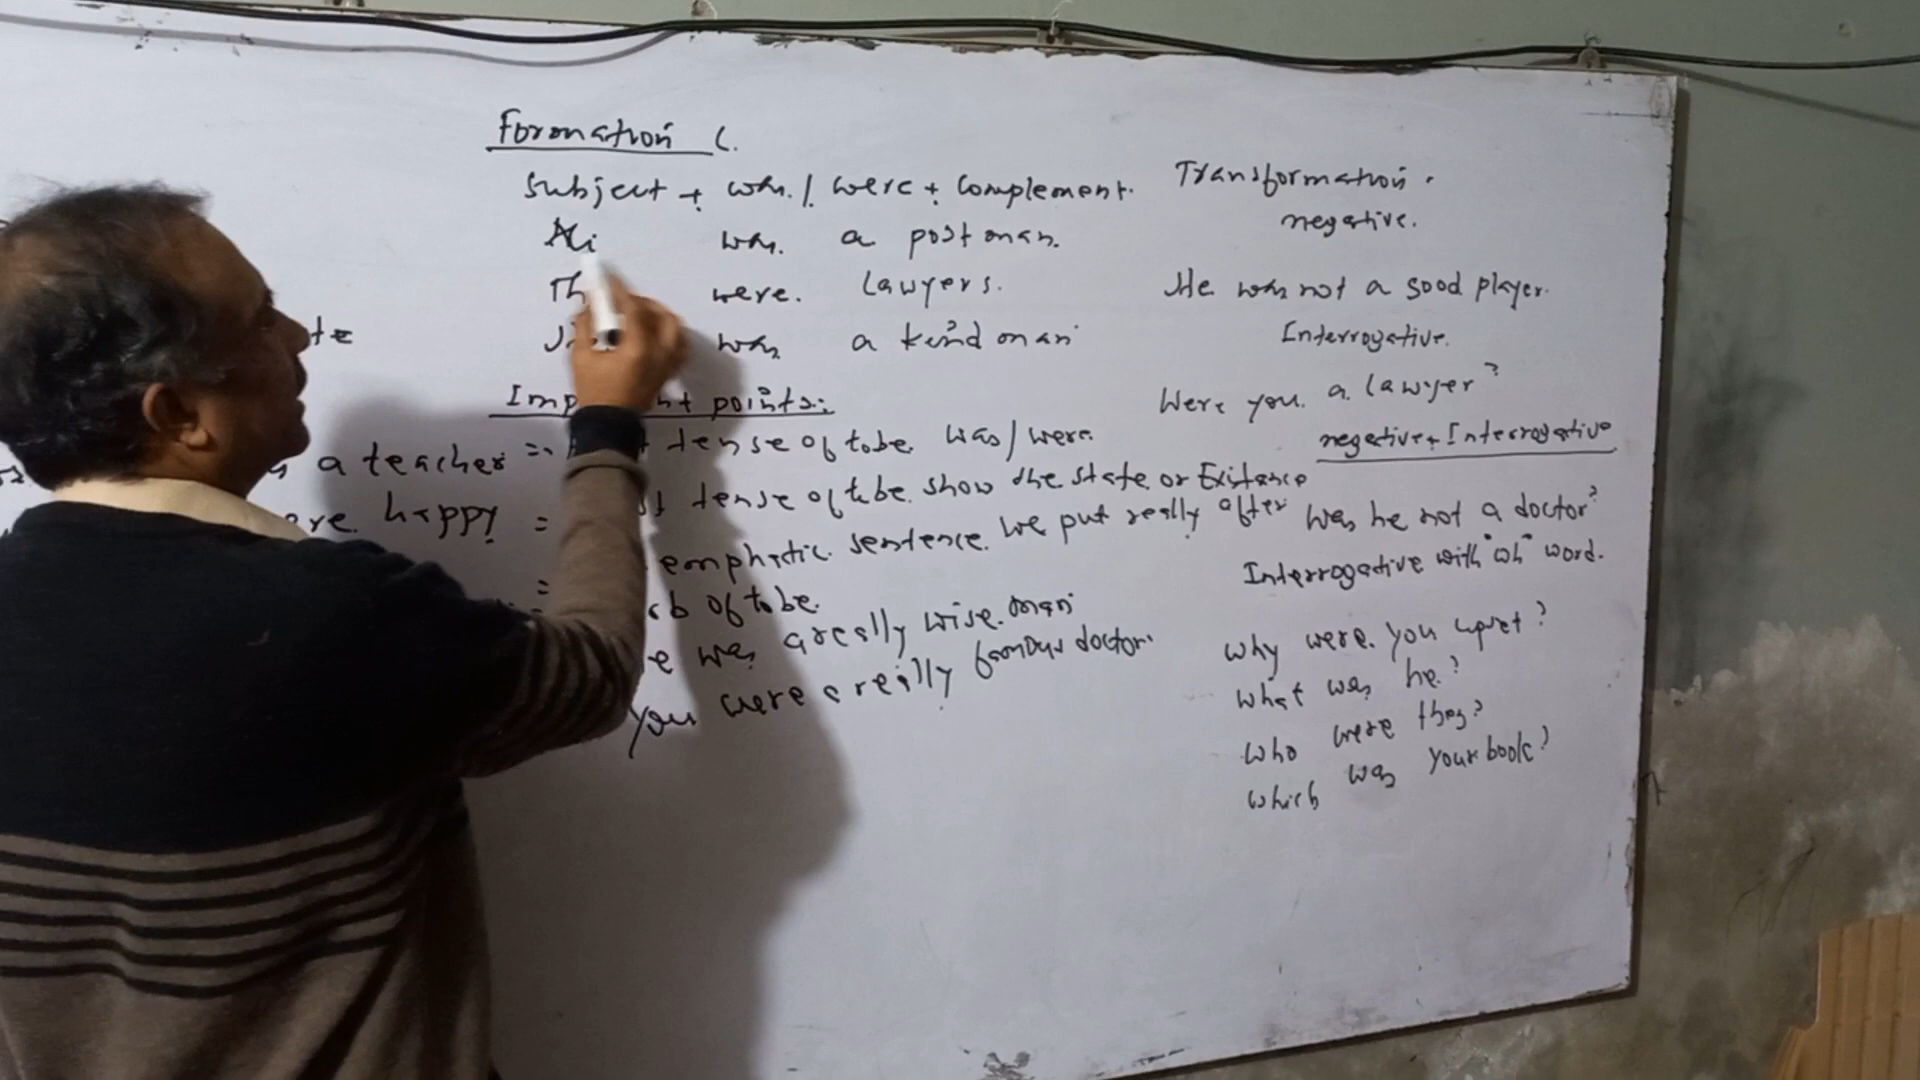 Formation (.
Subject + was / were + complement.
Ali was. a postman.
Th were. Lawyers.
was a kind man
Important points:
a teacher = tense of to be was/were.
happy = tense of to be show the state or Existance
= emphatic sentence we put really after
of to be.
was a really wise man
You were a really famous doctor.
Transformation.
negative.
He was not a good player.
Interrogative.
Were you a lawyer?
negative + Interrogative
was he not a doctor?
Interrogative with "wh" word.
why were you upset?
what was he?
who were they?
which was your book?